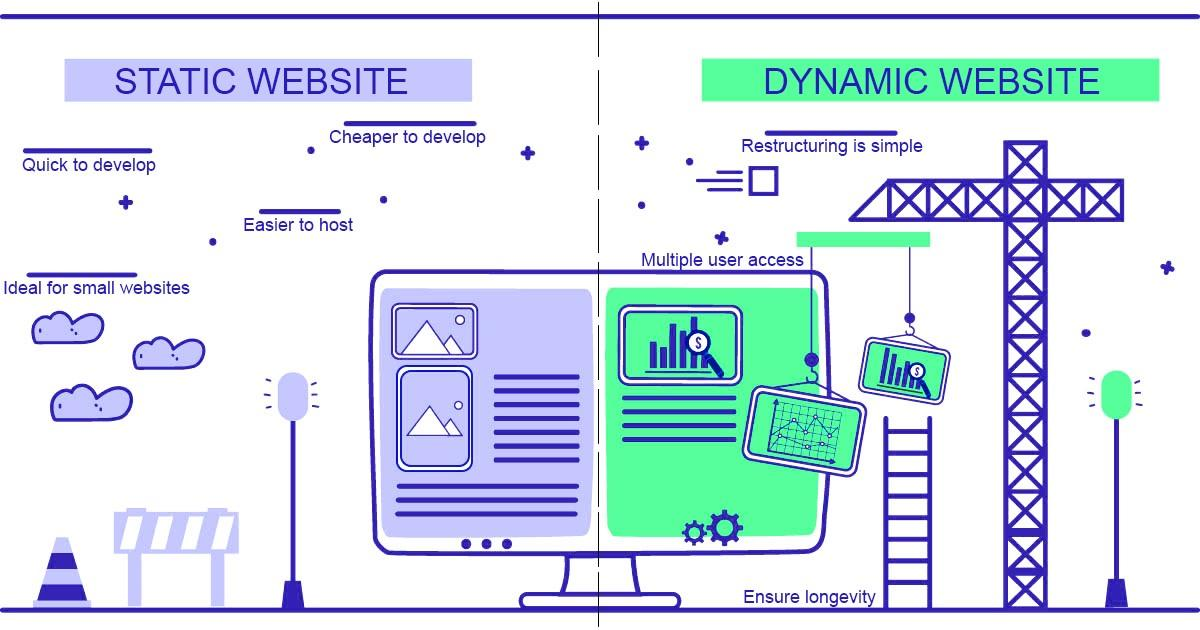 STATIC WEBSITE
Quick to develop
Cheaper to develop
Easier to host
Ideal for small websites
DYNAMIC WEBSITE
Restructuring is simple
Multiple user access
$
$
Ensure longevity